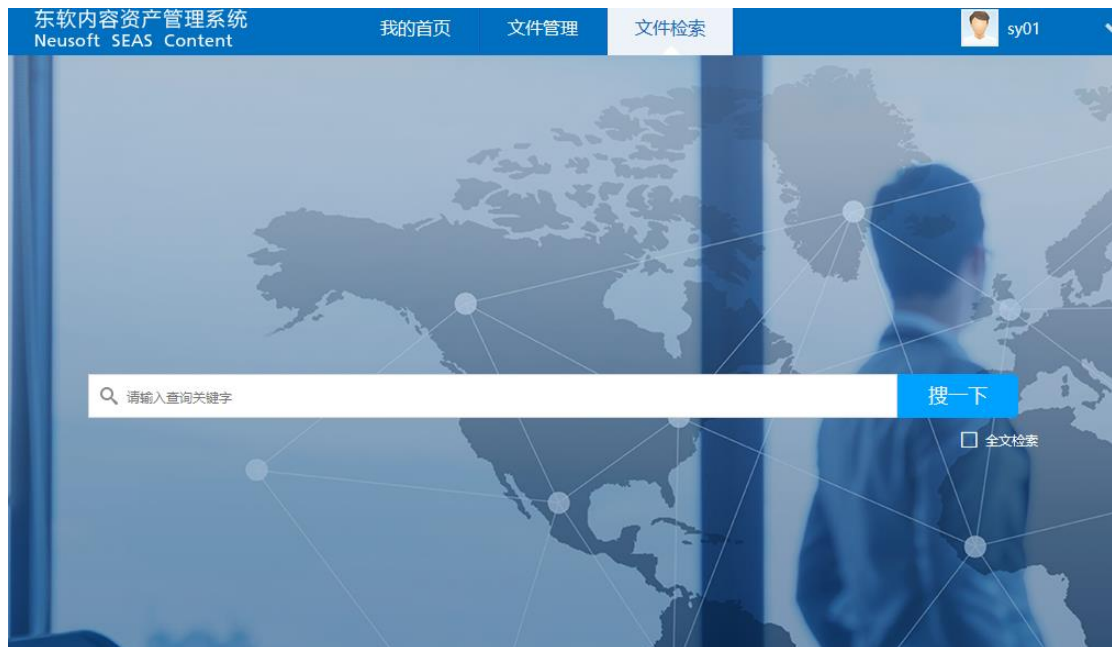 东软内容资产管理系统
Neusoft SEAS Content
我的首页 文件管理 文件检索 sy01
请输入查询关键字 搜一下
全文检索